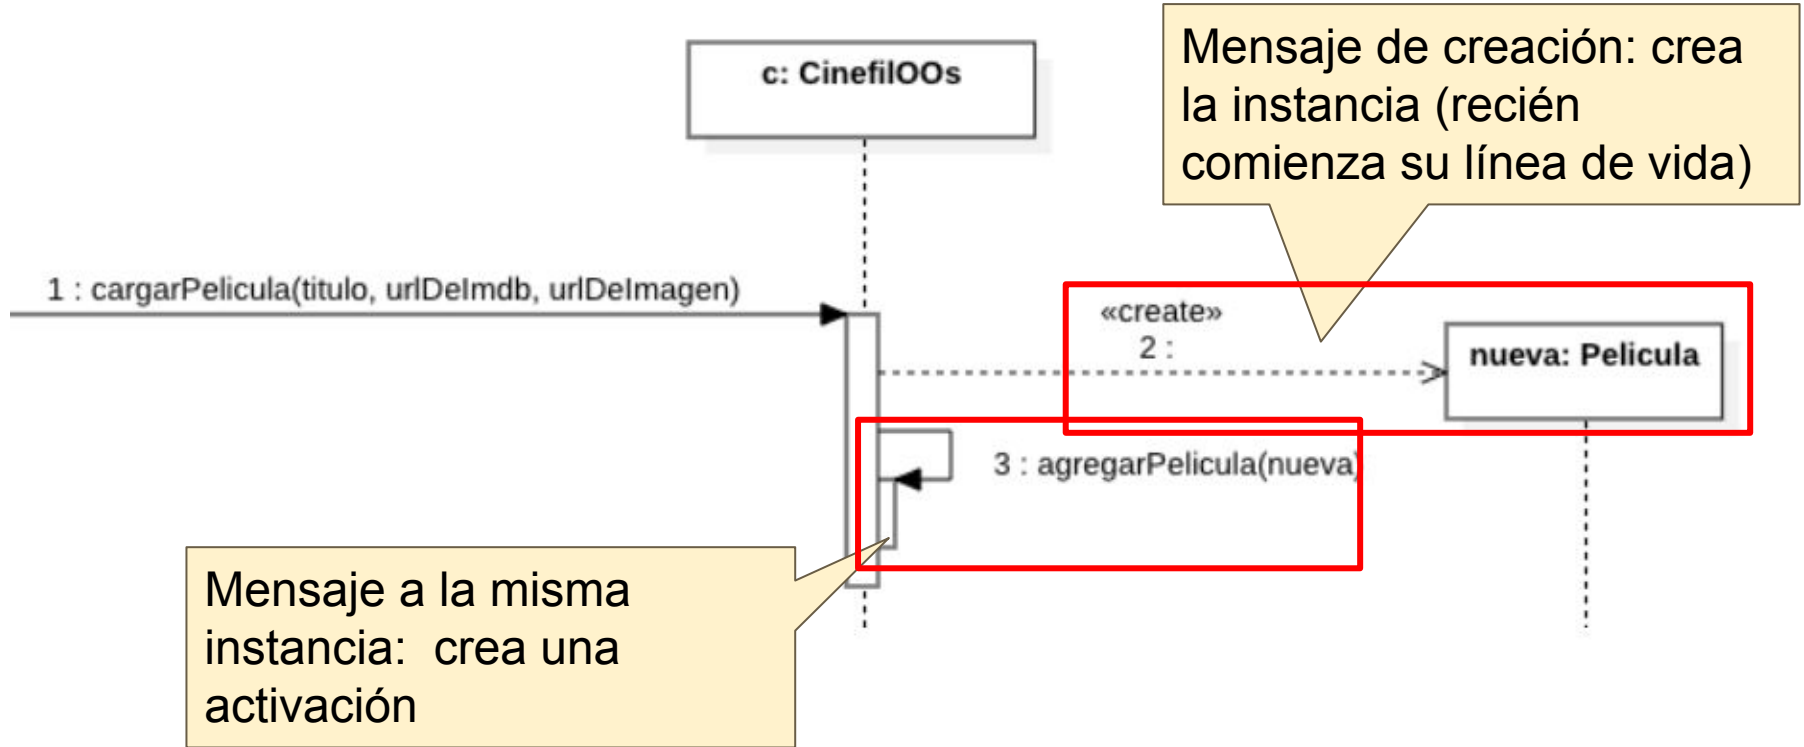 c: CinefilOOs
Mensaje de creación: crea
la instancia (recién
comienza su línea de vida)
1 : cargarPelicula(titulo, urlDeImdb, urlDeImagen)
«create»
2 :
nueva: Pelicula
3 : agregarPelicula(nueva)
Mensaje a la misma
instancia:  crea una
activación